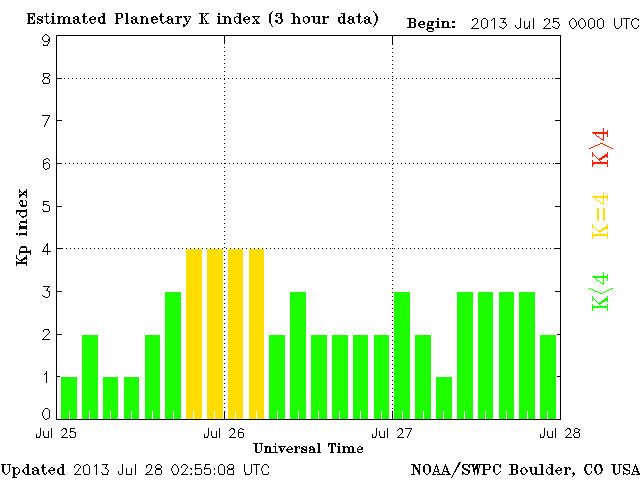 Estimated Planetary K index (3 hour data) Begin: 2013 Jul 25 0000 UTC
9
8
7
6
5
4
3
2
1
0
Kp index
K>4
K=4
K<4
Jul 25 Jul 26 Jul 27 Jul 28
Universal Time
Updated 2013 Jul 28 02:55:08 UTC NOAA/SWPC Boulder, CO USA